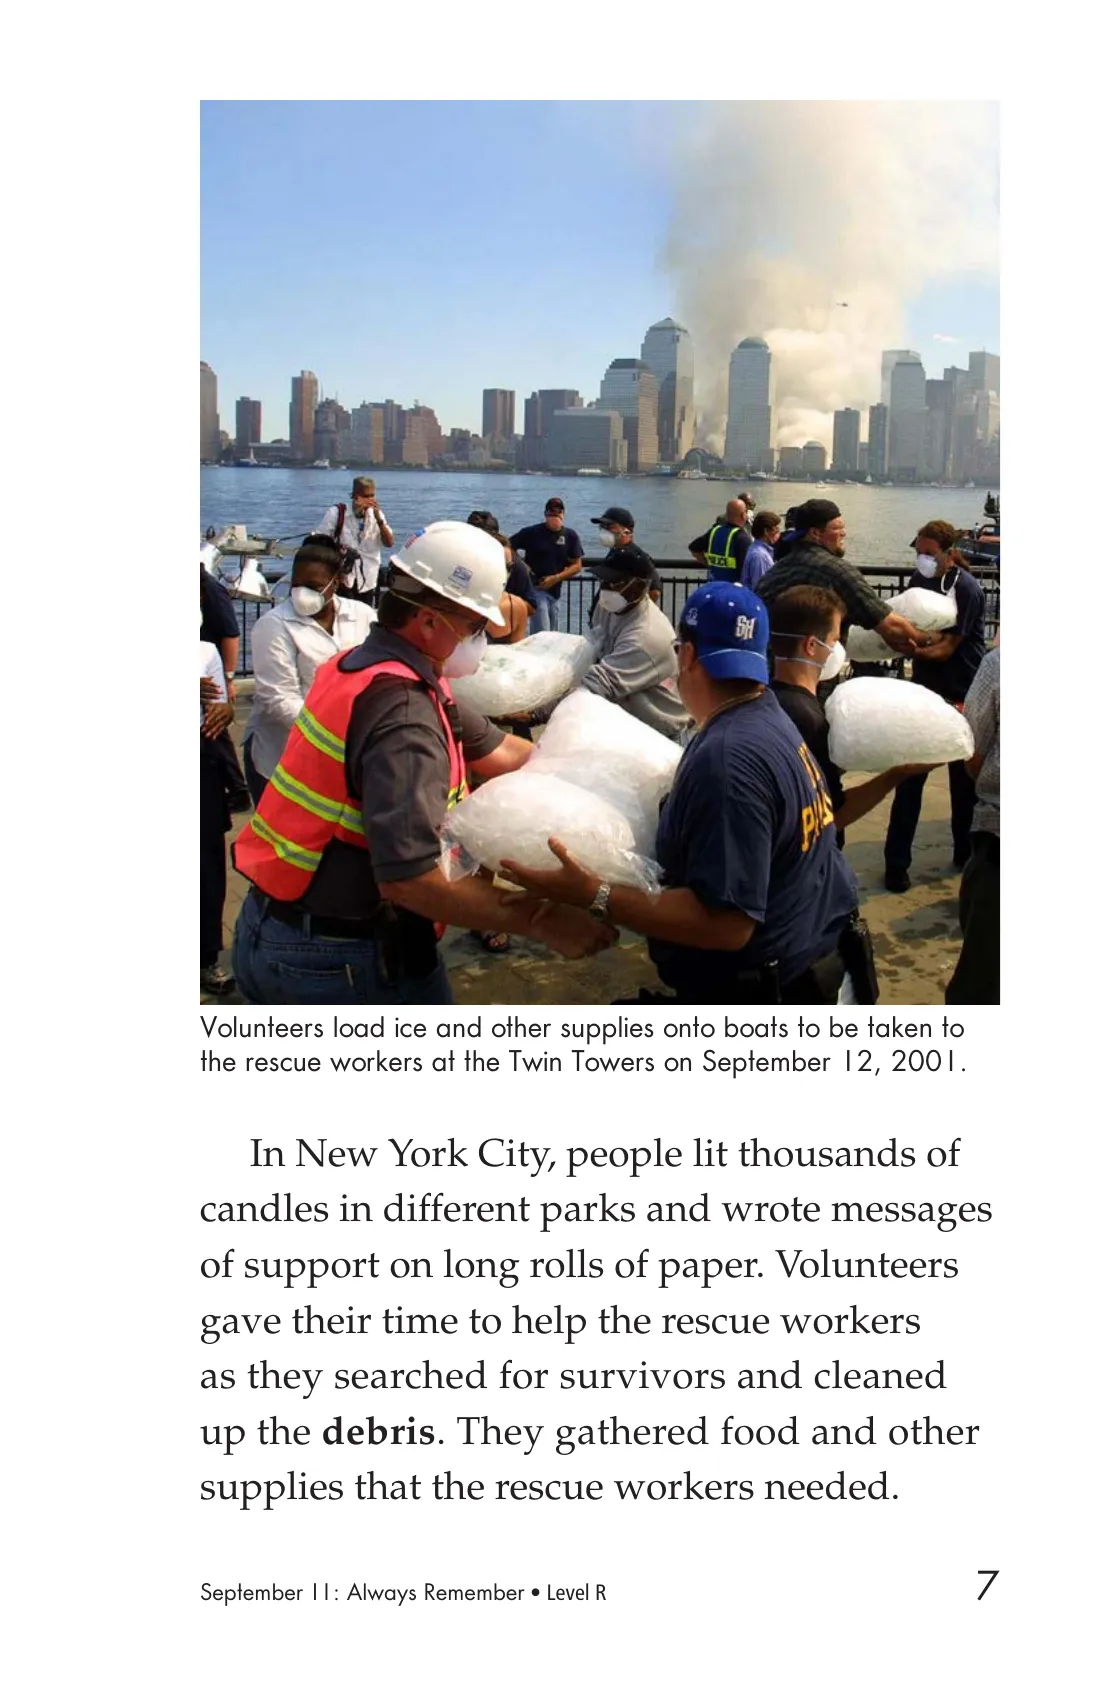 SH
POLICE
Volunteers load ice and other supplies onto boats to be taken to
the rescue workers at the Twin Towers on September 12, 2001.
In New York City, people lit thousands of
candles in different parks and wrote messages
of support on long rolls of paper. Volunteers
gave their time to help the rescue workers
as they searched for survivors and cleaned
up the debris. They gathered food and other
supplies that the rescue workers needed.
September 11: Always Remember • Level R
7